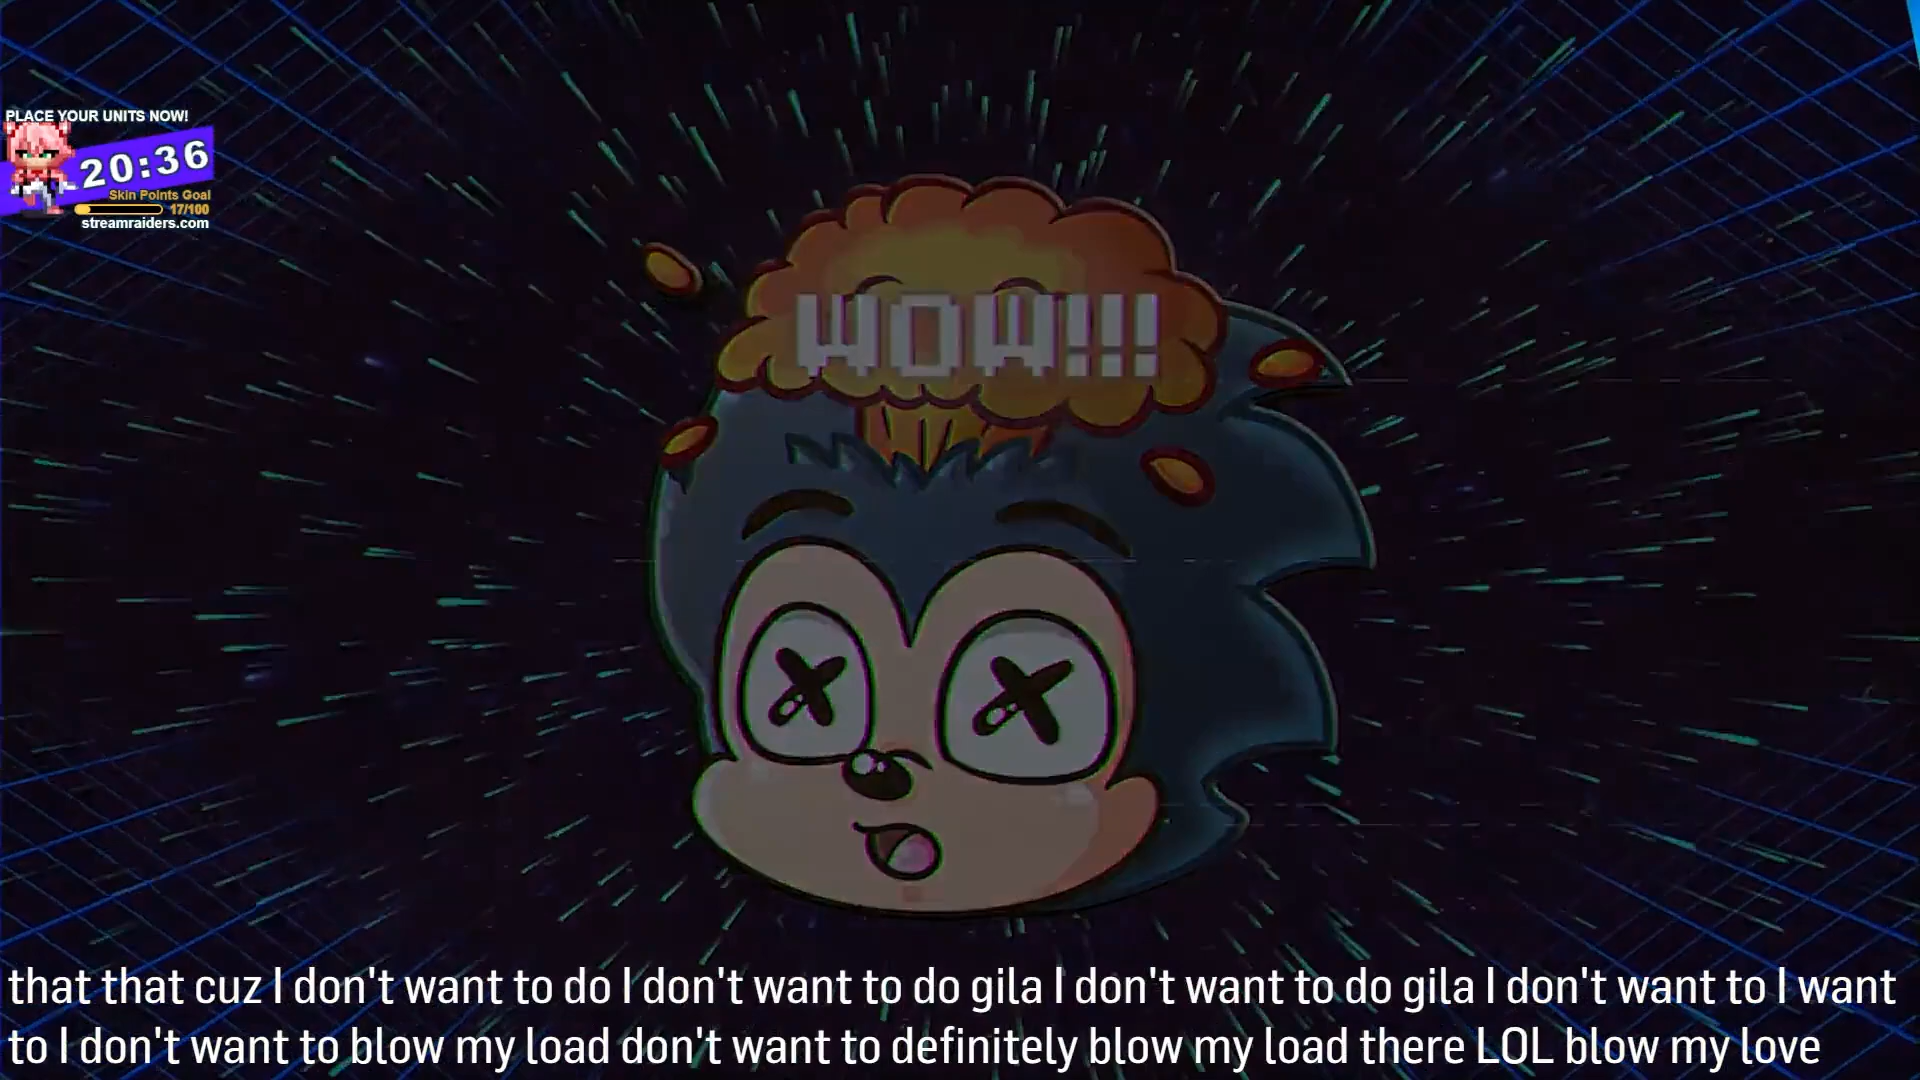 PLACE YOUR UNITS NOW!
20:36
Skin Points Goal
17/100
streamraiders.com
WOW!!!
that that cuz I don't want to do I don't want to do gila I don't want to do gila I don't want to I want
to I don't want to blow my load don't want to definitely blow my load there LOL blow my love